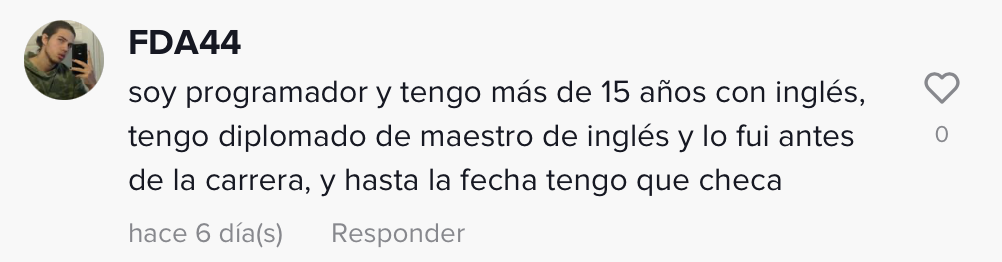 FDA44
soy programador y tengo más de 15 años con inglés,
tengo diplomado de maestro de inglés y lo fui antes
de la carrera, y hasta la fecha tengo que checa
0
hace 6 día(s) Responder